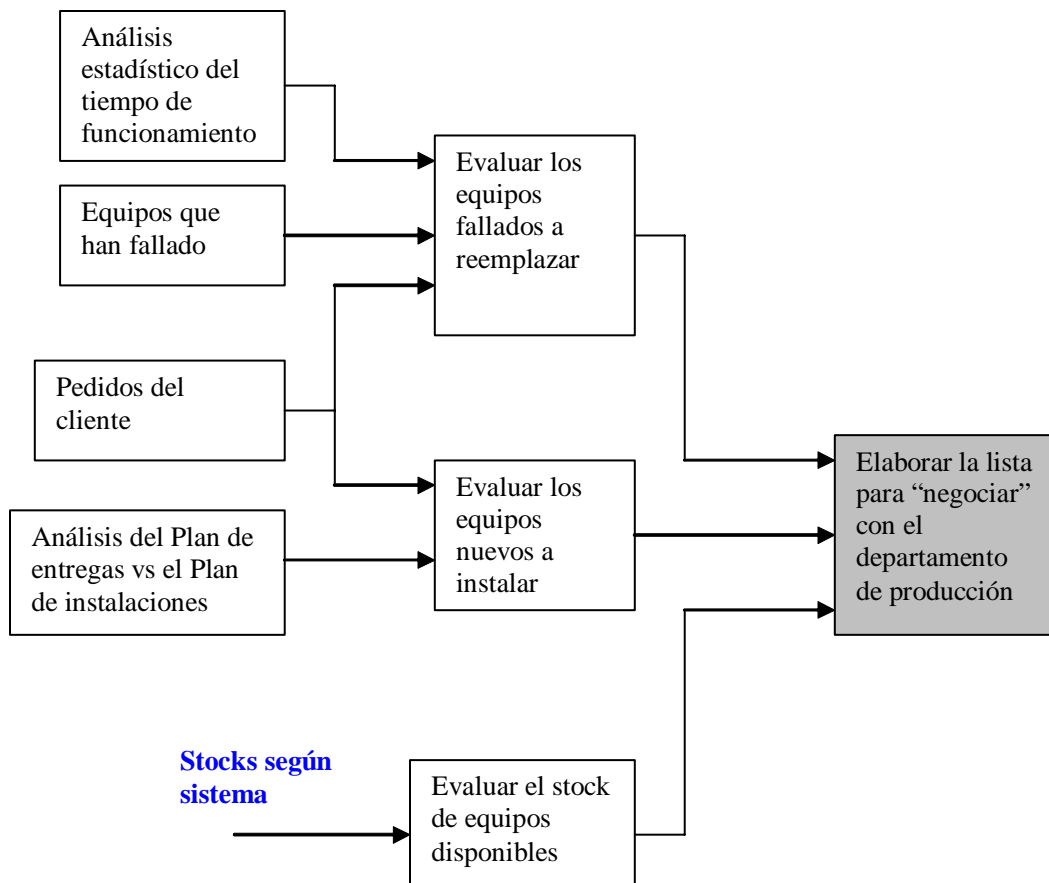 Análisis
estadístico del
tiempo de
funcionamiento
Evaluar los
equipos
fallados a
reemplazar
Equipos que
han fallado
Pedidos del
cliente
Elaborar la lista
para “negociar”
con el
departamento
de producción
Evaluar los
equipos
nuevos a
instalar
Análisis del Plan de
entregas vs el Plan
de instalaciones
Stocks según
sistema
Evaluar el stock
de equipos
disponibles